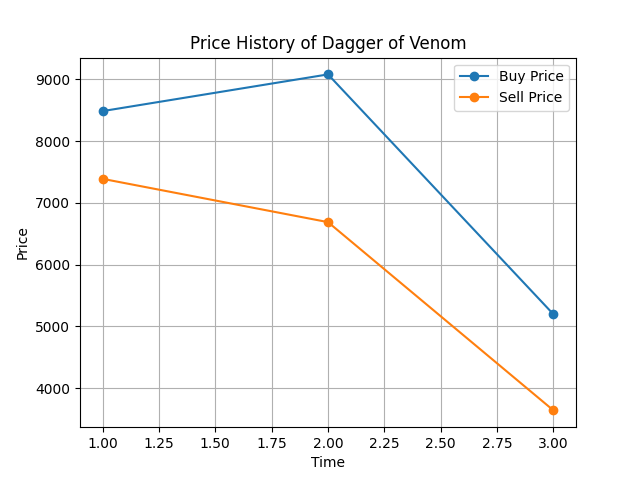 Price History of Dagger of Venom
Buy Price
Sell Price
9000
8000
7000
6000
5000
4000
Price
1.00 1.25 1.50 1.75 2.00 2.25 2.50 2.75 3.00
Time